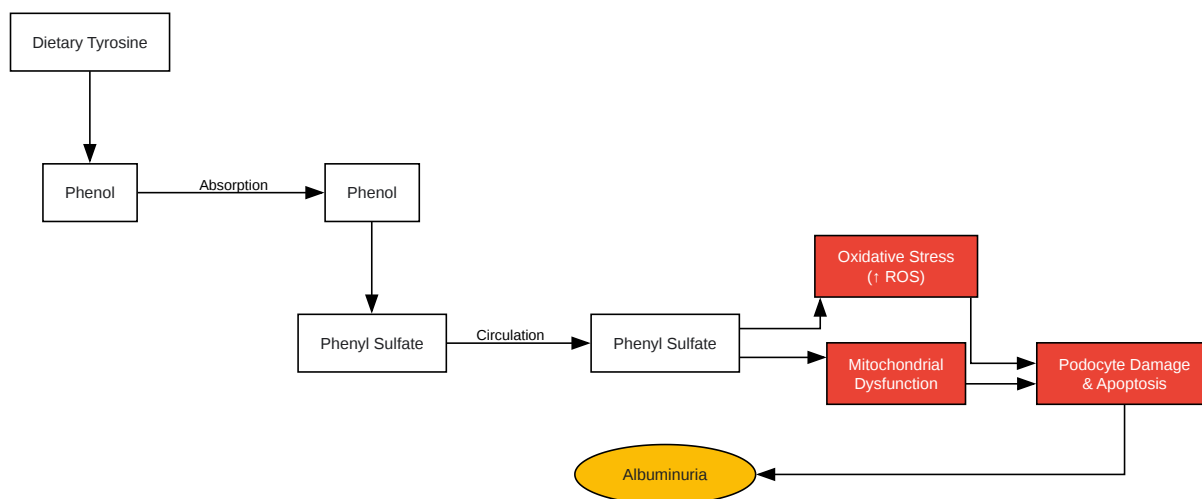 Dietary Tyrosine
Phenol
Absorption
Phenol
Phenyl Sulfate
Circulation
Phenyl Sulfate
Oxidative Stress
(↑ ROS)
Mitochondrial
Dysfunction
Podocyte Damage
& Apoptosis
Albuminuria